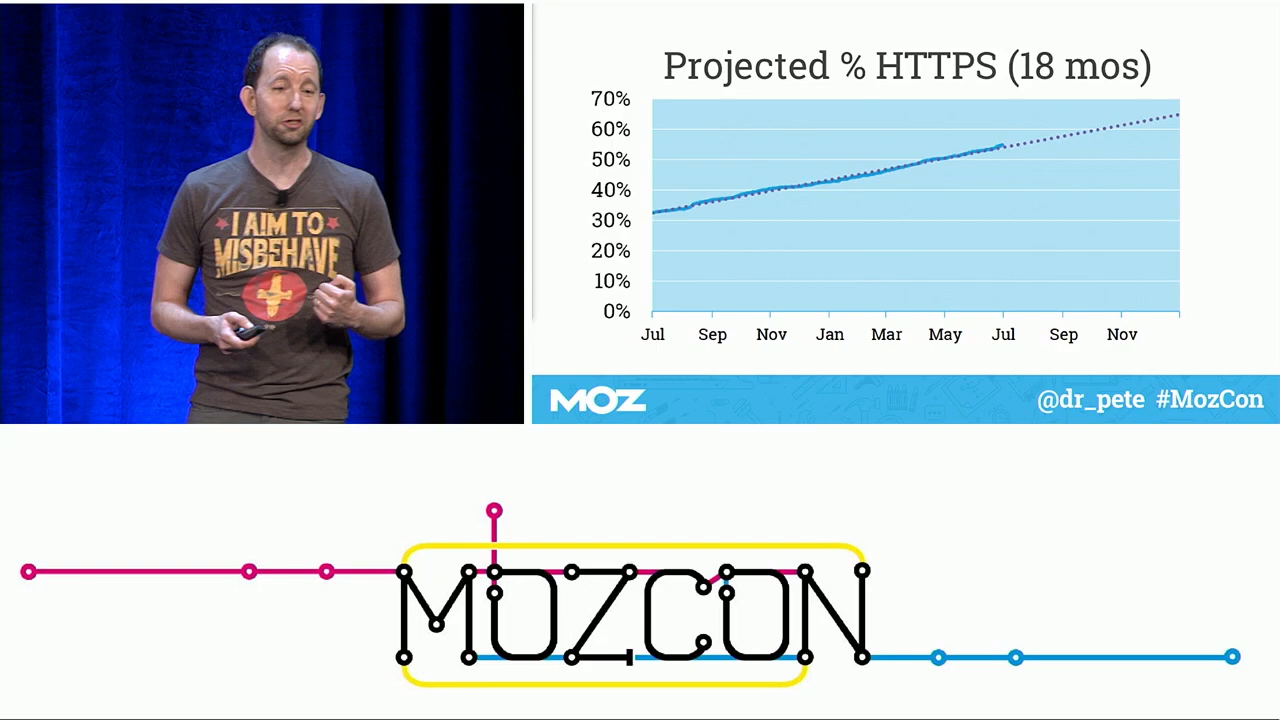 I AIM TO
MISBEHAVE
Projected % HTTPS (18 mos)
70%
60%
50%
40%
30%
20%
10%
0%
Jul Sep Nov Jan Mar May Jul Sep Nov
MOZ
@dr_pete #MozCon
MOZCON